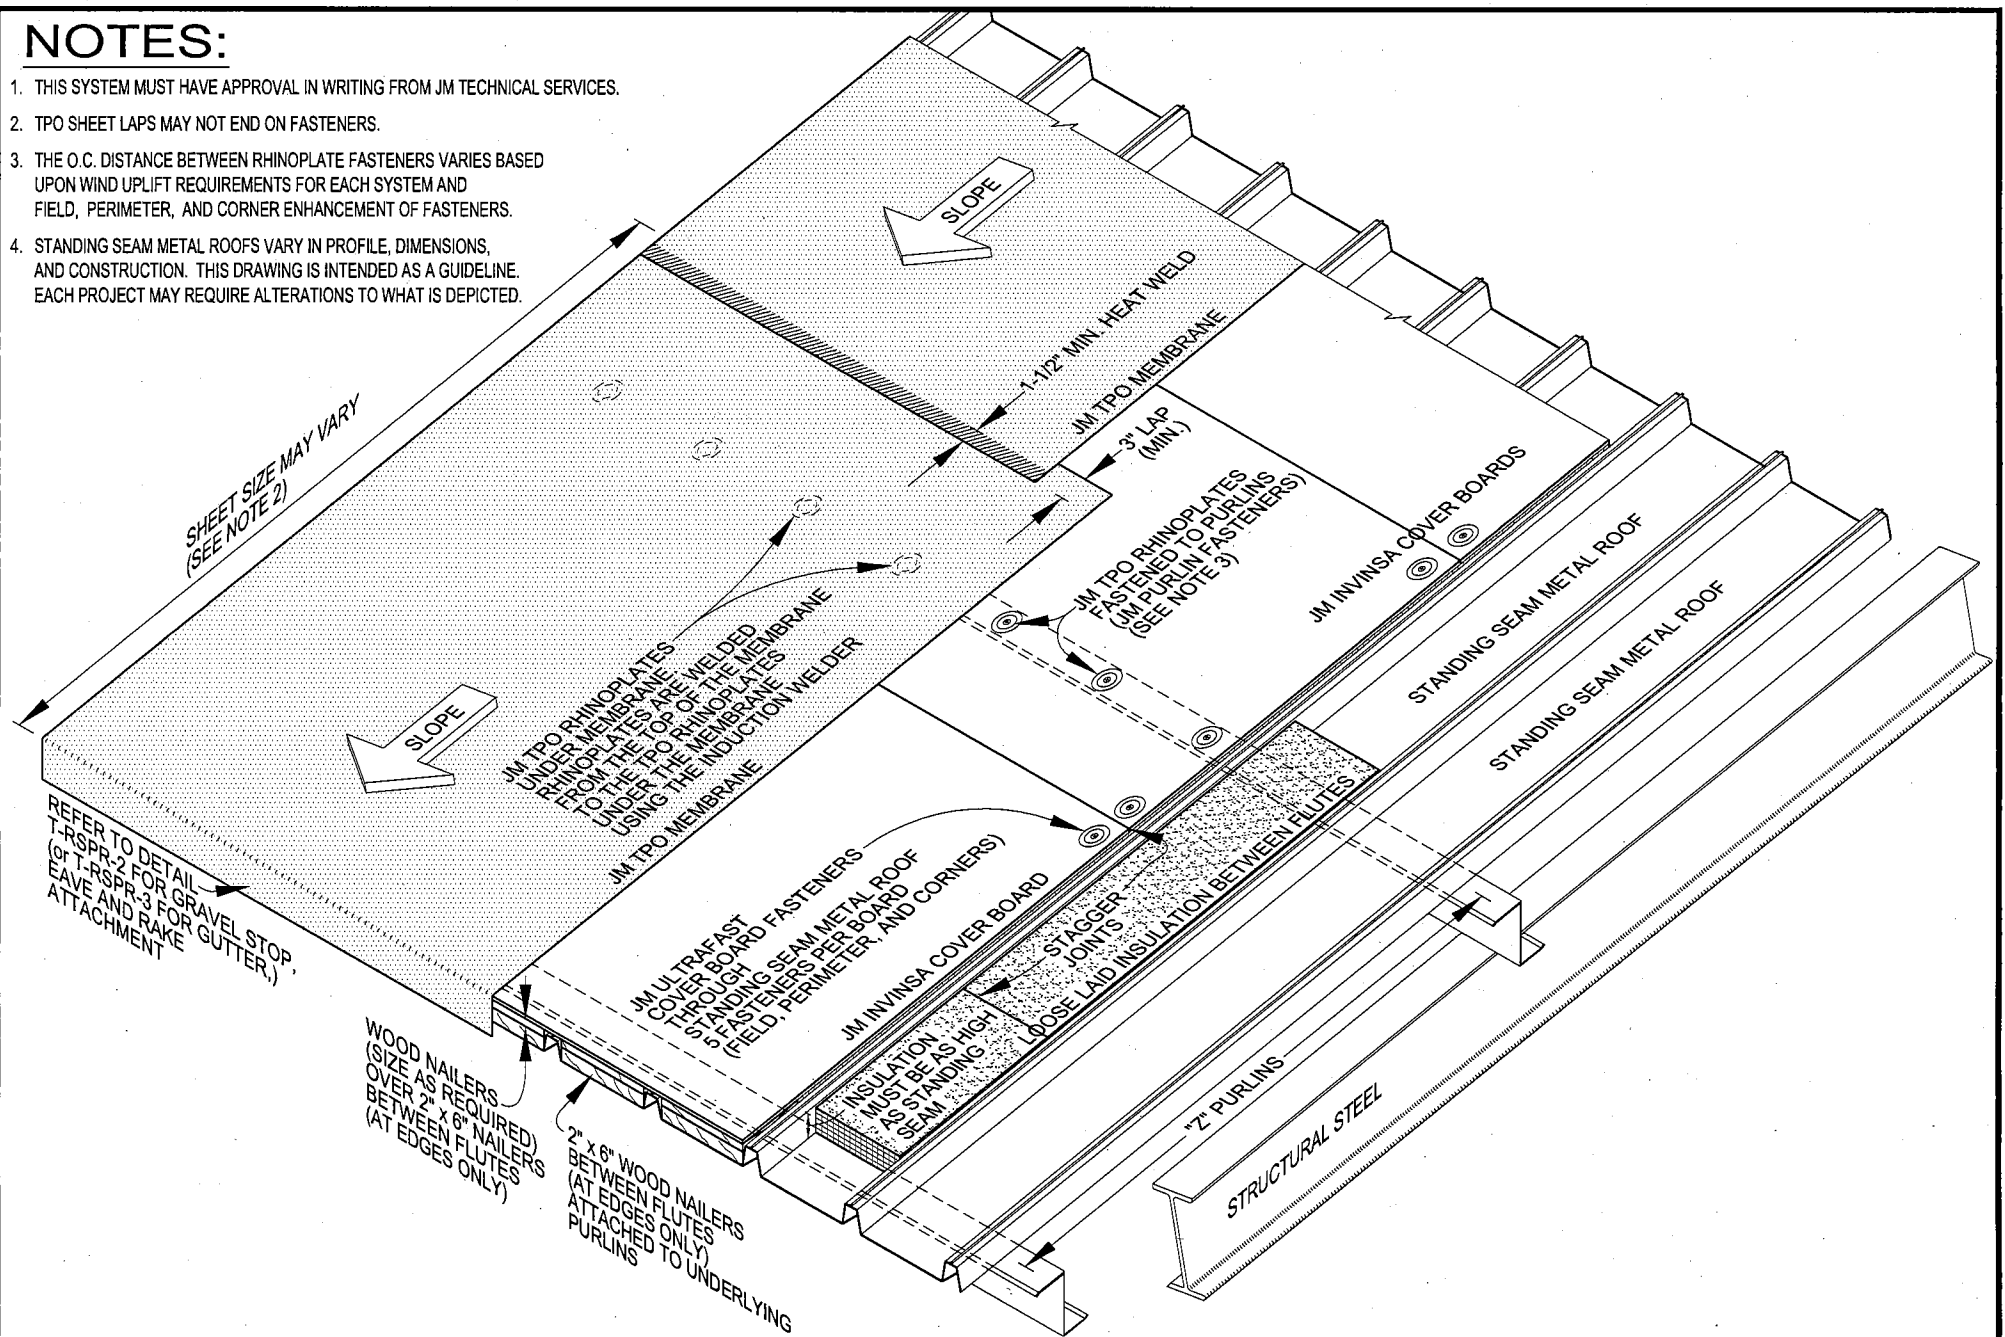 NOTES:
1. THIS SYSTEM MUST HAVE APPROVAL IN WRITING FROM JM TECHNICAL SERVICES.
2. TPO SHEET LAPS MAY NOT END ON FASTENERS.
3. THE O.C. DISTANCE BETWEEN RHINOPLATE FASTENERS VARIES BASED
UPON WIND UPLIFT REQUIREMENTS FOR EACH SYSTEM AND
FIELD, PERIMETER, AND CORNER ENHANCEMENT OF FASTENERS.
4. STANDING SEAM METAL ROOFS VARY IN PROFILE, DIMENSIONS,
AND CONSTRUCTION. THIS DRAWING IS INTENDED AS A GUIDELINE.
EACH PROJECT MAY REQUIRE ALTERATIONS TO WHAT IS DEPICTED.
SLOPE
1-1/2" MIN. HEAT WELD
JM TPO MEMBRANE
3" LAP
(MIN.)
SHEET SIZE MAY VARY
(SEE NOTE 2)
JM TPO RHINOPLATES
FASTENED TO PURLINS
(JM PURLIN FASTENERS)
(SEE NOTE 3)
JM INVINSA COVER BOARDS
STANDING SEAM METAL ROOF
STANDING SEAM METAL ROOF
SLOPE
JM TPO RHINOPLATES
UNDER MEMBRANE.
RHINOPLATES ARE WELDED
FROM THE TOP OF THE MEMBRANE
TO THE TPO RHINOPLATES
UNDER THE MEMBRANE
USING THE INDUCTION WELDER
JM TPO MEMBRANE
REFER TO DETAIL
T-RSPR-2 FOR GRAVEL STOP,
(or T-RSPR-3 FOR GUTTER,)
EAVE AND RAKE
ATTACHMENT
JM ULTRAFAST
COVER BOARD FASTENERS
THROUGH
STANDING SEAM METAL ROOF
5 FASTENERS PER BOARD
(FIELD, PERIMETER, AND CORNERS)
JM INVINSA COVER BOARD
STAGGER
JOINTS
LOOSE LAID INSULATION BETWEEN FLUTES
INSULATION
MUST BE AS HIGH
AS STANDING
SEAM
WOOD NAILERS
(SIZE AS REQUIRED)
OVER 2" x 6" NAILERS
BETWEEN FLUTES
(AT EDGES ONLY)
2" x 6" WOOD NAILERS
BETWEEN FLUTES
(AT EDGES ONLY)
ATTACHED TO UNDERLYING
PURLINS
"Z" PURLINS
STRUCTURAL STEEL